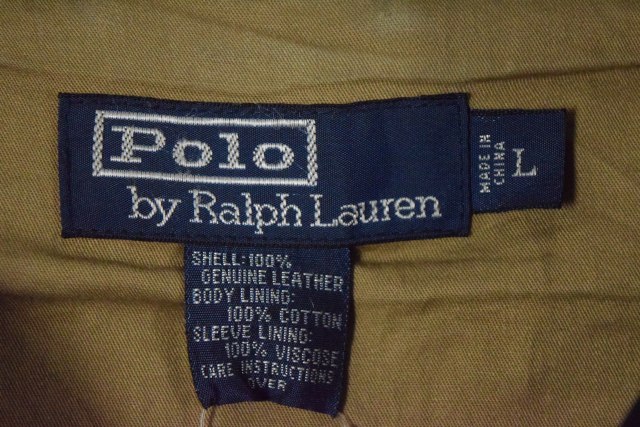 Polo
by Ralph Lauren
MADE IN
CHINA
L
SHELL: 100%
GENUINE LEATHER
BODY LINING:
100% COTTON
SLEEVE LINING:
100% VISCOSE
CARE INSTRUCTIONS
OVER